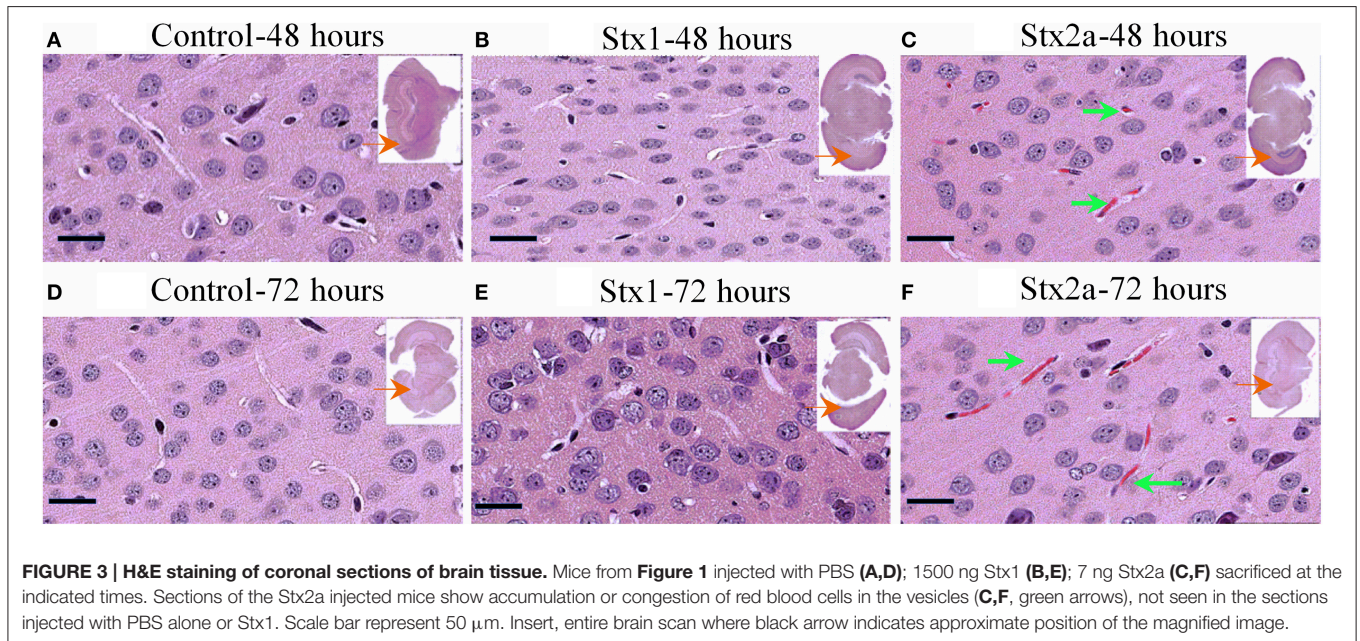 A Control-48 hours B Stx1-48 hours C Stx2a-48 hours
D Control-72 hours E Stx1-72 hours F Stx2a-72 hours
FIGURE 3 | H&E staining of coronal sections of brain tissue. Mice from Figure 1 injected with PBS (A,D); 1500 ng Stx1 (B,E); 7 ng Stx2a (C,F) sacrificed at the
indicated times. Sections of the Stx2a injected mice show accumulation or congestion of red blood cells in the vesicles (C,F, green arrows), not seen in the sections
injected with PBS alone or Stx1. Scale bar represent 50 μm. Insert, entire brain scan where black arrow indicates approximate position of the magnified image.